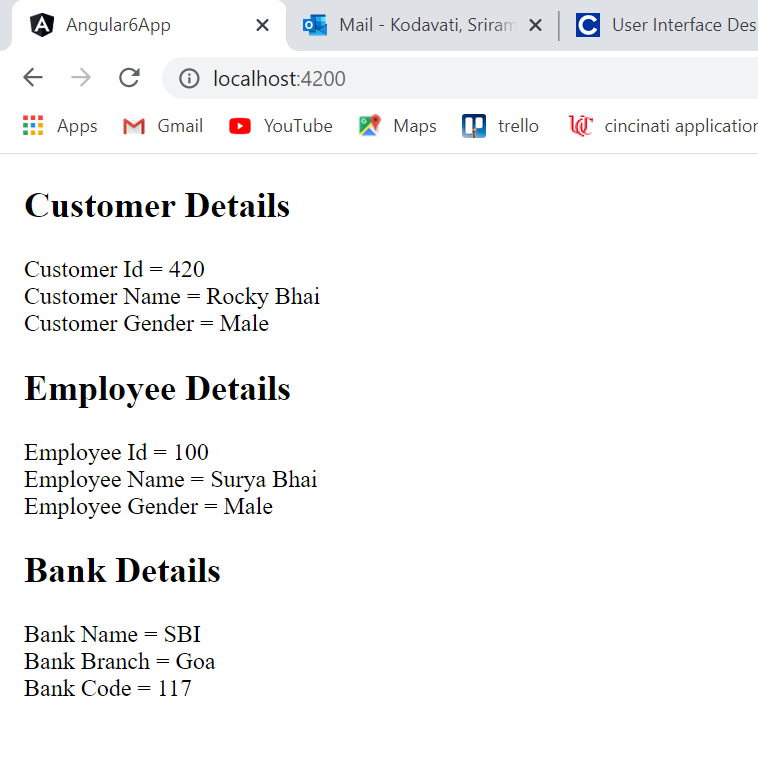 Angular6App
Mail - Kodavati, Sriram
User Interface Des
localhost:4200
Apps Gmail YouTube Maps trello cincinati application
Customer Details
Customer Id = 420
Customer Name = Rocky Bhai
Customer Gender = Male
Employee Details
Employee Id = 100
Employee Name = Surya Bhai
Employee Gender = Male
Bank Details
Bank Name = SBI
Bank Branch = Goa
Bank Code = 117